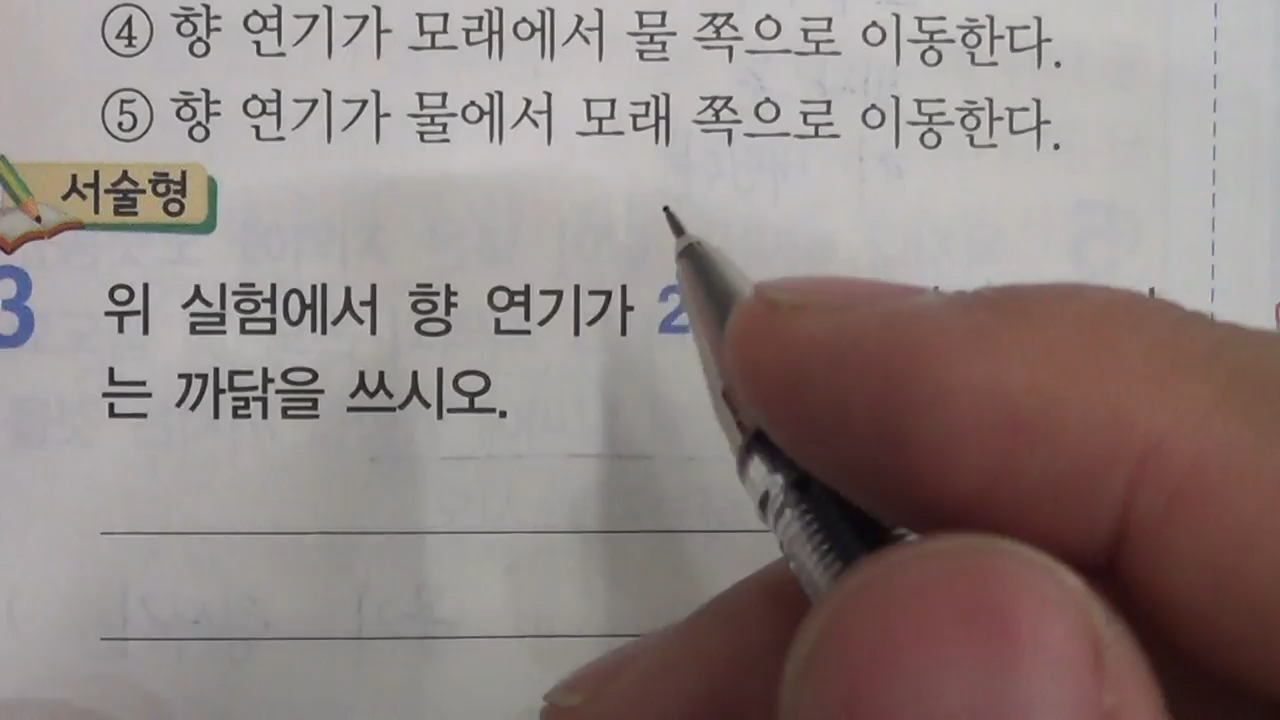 ④ 향 연기가 모래에서 물 쪽으로 이동한다.
⑤ 향 연기가 물에서 모래 쪽으로 이동한다.
서술형
3 위 실험에서 향 연기가 2
는 까닭을 쓰시오.